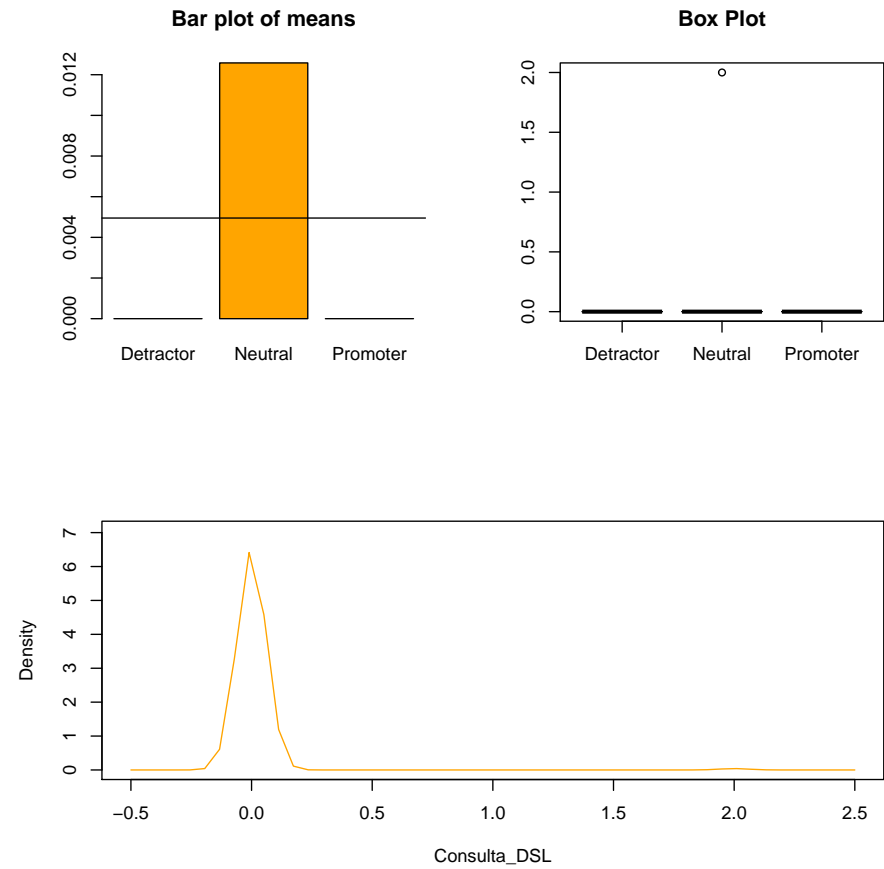 Bar plot of means
0.012
0.008
0.004
0.000
Detractor Neutral Promoter
Box Plot
2.0
1.5
1.0
0.5
0.0
Detractor Neutral Promoter
7
6
5
4
3
2
1
0
Density
−0.5 0.0 0.5 1.0 1.5 2.0 2.5
Consulta_DSL